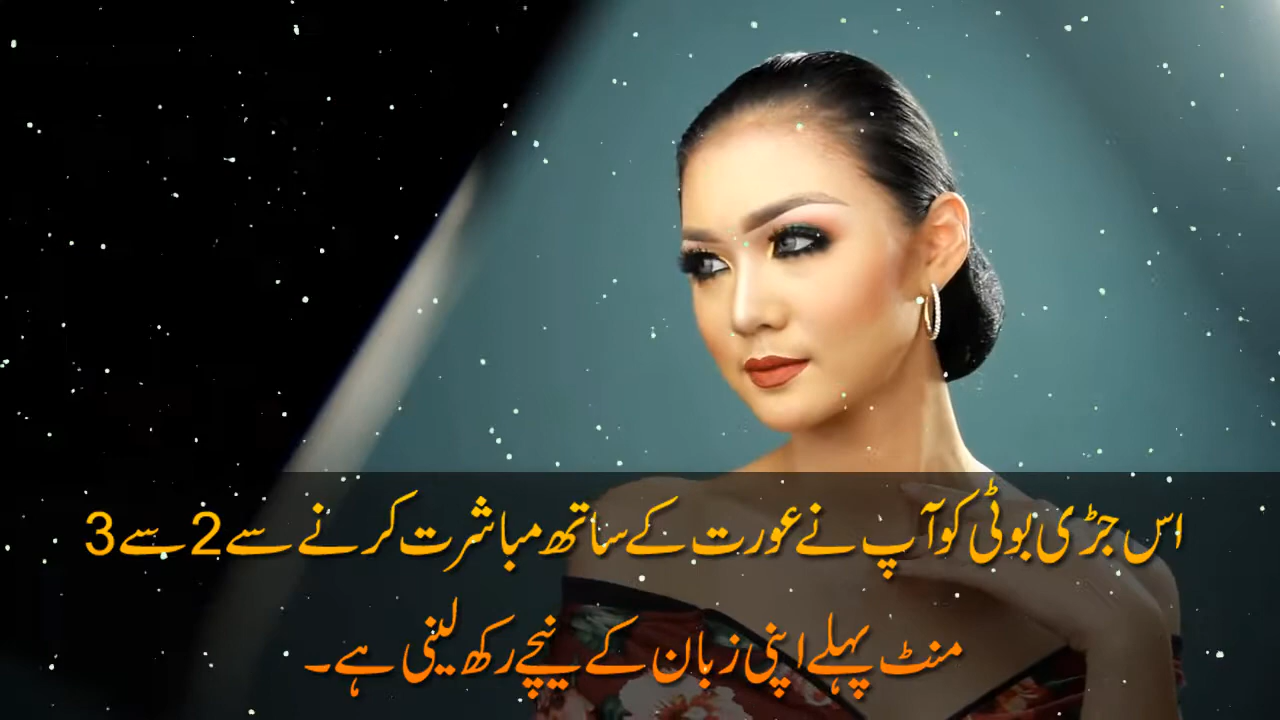 اس جڑی بوٹی کو آپ نے عورت کے ساتھ مباشرت کرنے سے 2 سے 3
منٹ پہلے اپنی زبان کے نیچے رکھ لینی ہے۔